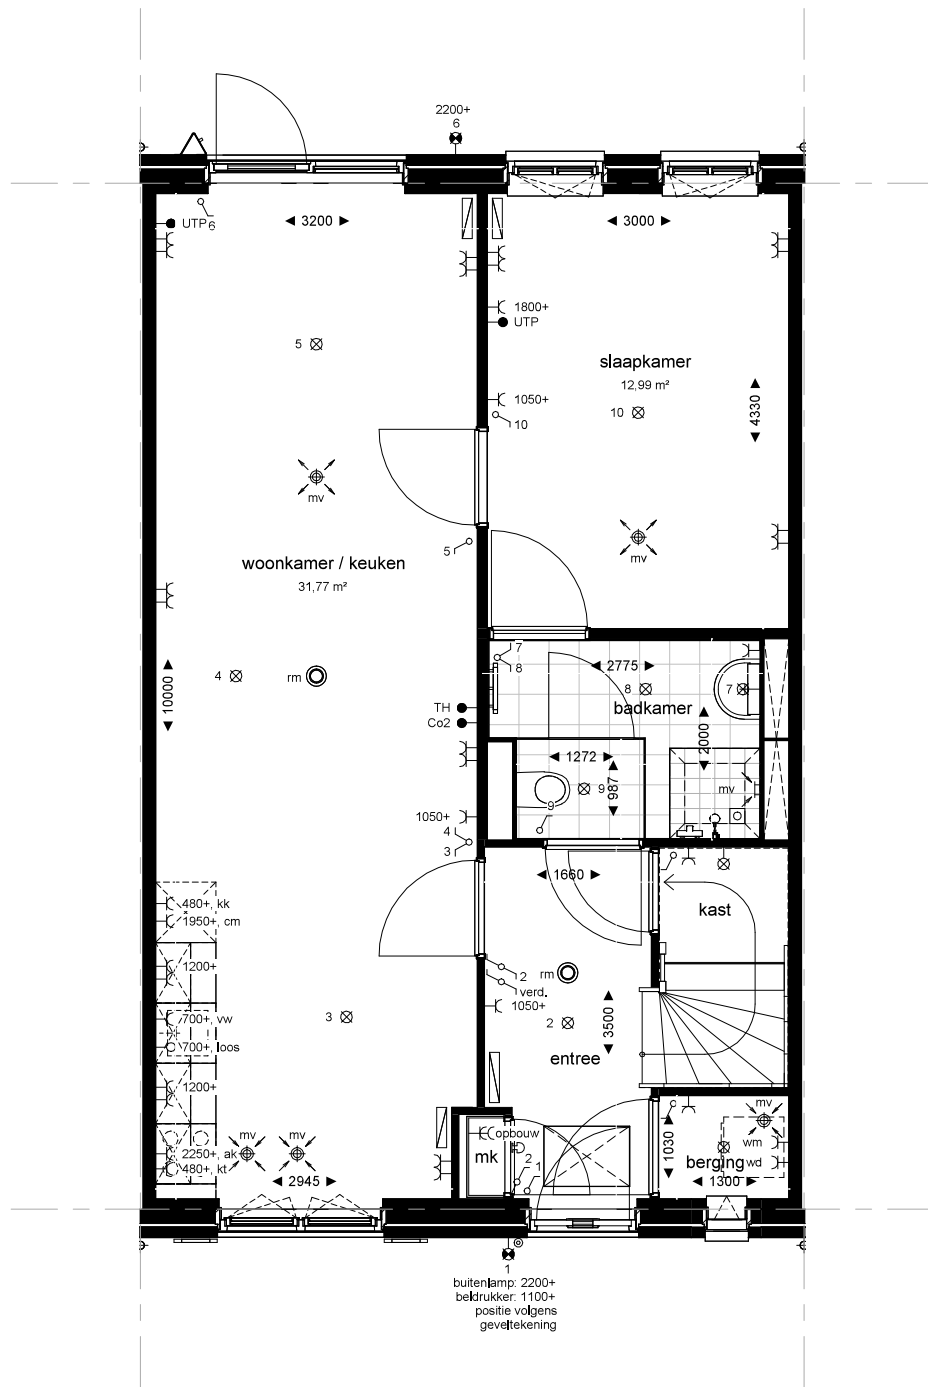 2200+
6
UTP 6
3200
3000
1800+
UTP
5
slaapkamer
12,99 m²
1050+
10
10
4330
mv
mv
5
woonkamer / keuken
31,77 m²
7
8
2775
4
rm
8
7
10000
badkamer
TH
Co2
2000
1272
987
9
mv
9
1050+
4
3
1660
480+, kk
1950+, cm
kast
1200+
2
rm
verd.
1050+
700+, vw
3
2
3500
700+, loos
entree
1200+
mv
mv
mv
opbouw
1030
2250+, ak
mk
2
wm
480+, kt
1
berging
wd
2945
1300
1
buitenlamp: 2200+
beldrukker: 1100+
positie volgens
geveltekening